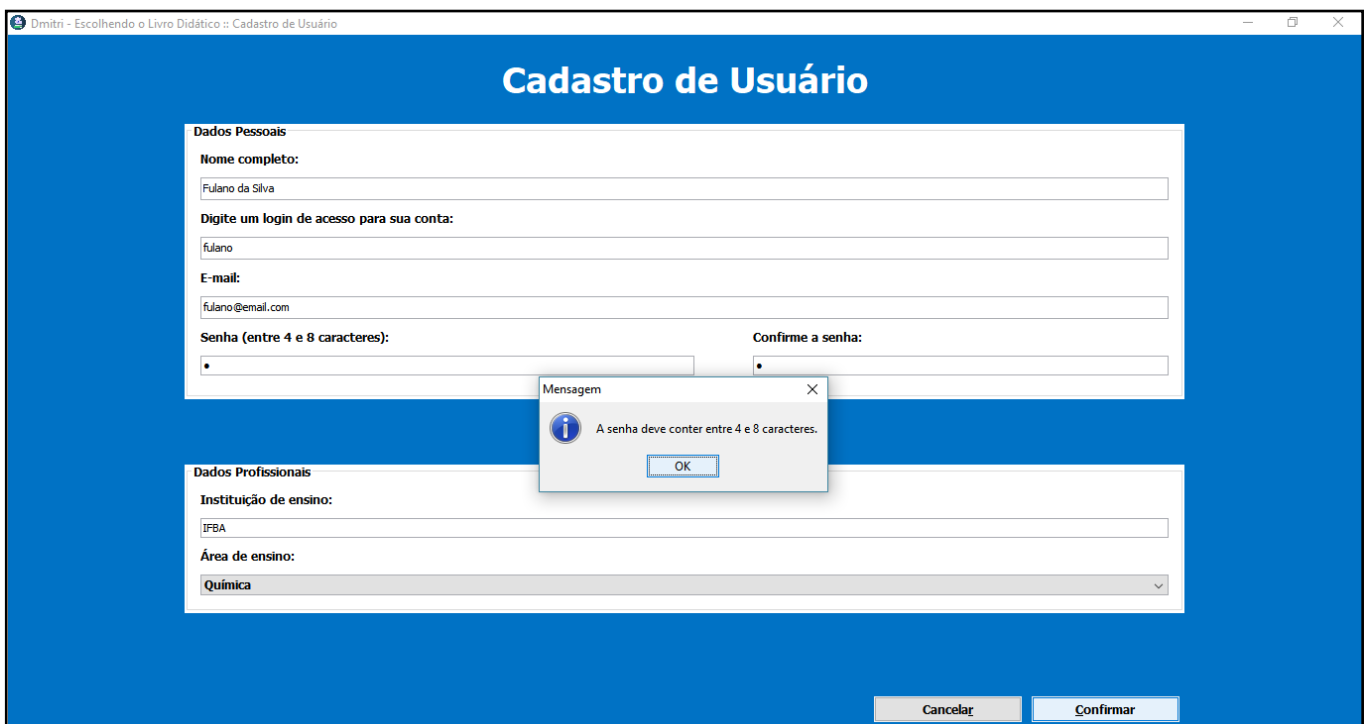 Dmitri - Escolhendo o Livro Didático :: Cadastro de Usuário
Cadastro de Usuário
Dados Pessoais
Nome completo:
Fulano da Silva
Digite um login de acesso para sua conta:
fulano
E-mail:
fulano@email.com
Senha (entre 4 e 8 caracteres): Confirme a senha:
Mensagem
A senha deve conter entre 4 e 8 caracteres.
OK
Dados Profissionais
Instituição de ensino:
IFBA
Área de ensino:
Química
Cancelar Confirmar